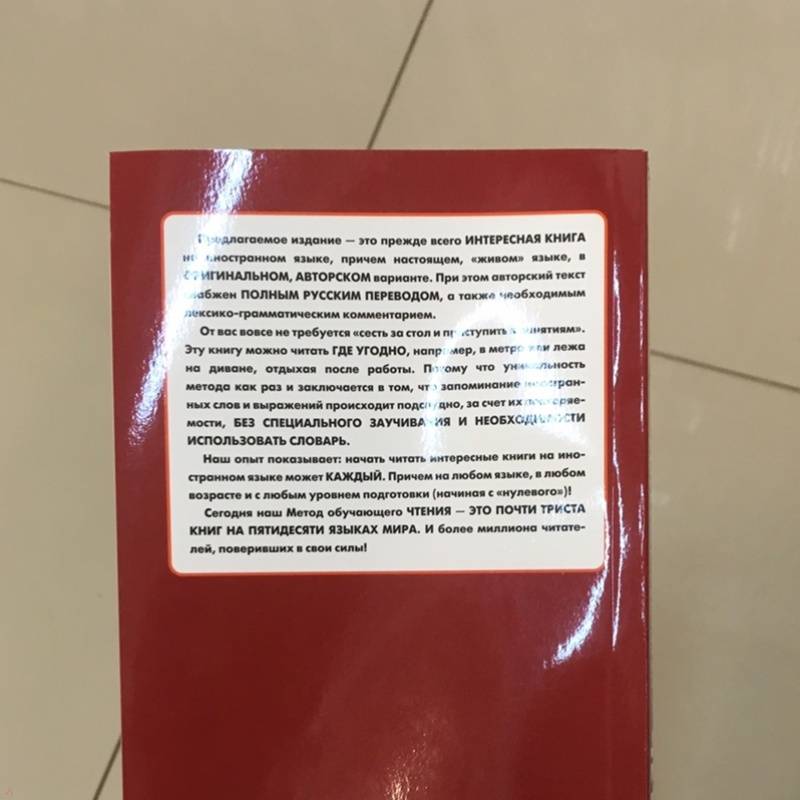 Предлагаемое издание — это прежде всего ИНТЕРЕСНАЯ КНИГА
на иностранном языке, причем настоящем, «живом» языке, в
ОРИГИНАЛЬНОМ, АВТОРСКОМ варианте. При этом авторский текст
снабжен ПОЛНЫМ РУССКИМ ПЕРЕВОДОМ, а также необходимым
лексико-грамматическим комментарием.
От вас вовсе не требуется «сесть за стол и приступить к занятиям».
Эту книгу можно читать ГДЕ УГОДНО, например, в метро или лежа
на диване, отдыхая после работы. Потому что уникальность
метода как раз и заключается в том, что запоминание иностран-
ных слов и выражений происходит подспудно, за счет их повторяе-
мости, БЕЗ СПЕЦИАЛЬНОГО ЗАУЧИВАНИЯ И НЕОБХОДИМОСТИ
ИСПОЛЬЗОВАТЬ СЛОВАРЬ.
Наш опыт показывает: начать читать интересные книги на ино-
странном языке может КАЖДЫЙ. Причем на любом языке, в любом
возрасте и с любым уровнем подготовки (начиная с «нулевого»)!
Сегодня наш Метод обучающего ЧТЕНИЯ — ЭТО ПОЧТИ ТРИСТА
КНИГ НА ПЯТИДЕСЯТИ ЯЗЫКАХ МИРА. И более миллиона читате-
лей, поверивших в свои силы!